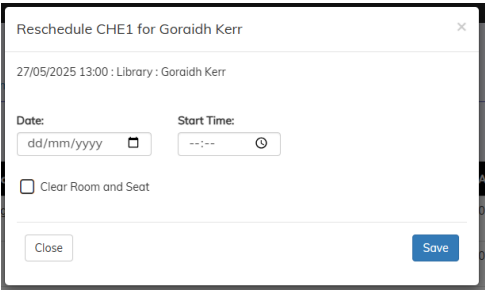 Reschedule CHE1 for Goraidh Kerr ×
27/05/2025 13:00 : Library : Goraidh Kerr
Date: Start Time:
dd/mm/yyyy --:--
Clear Room and Seat
Close Save